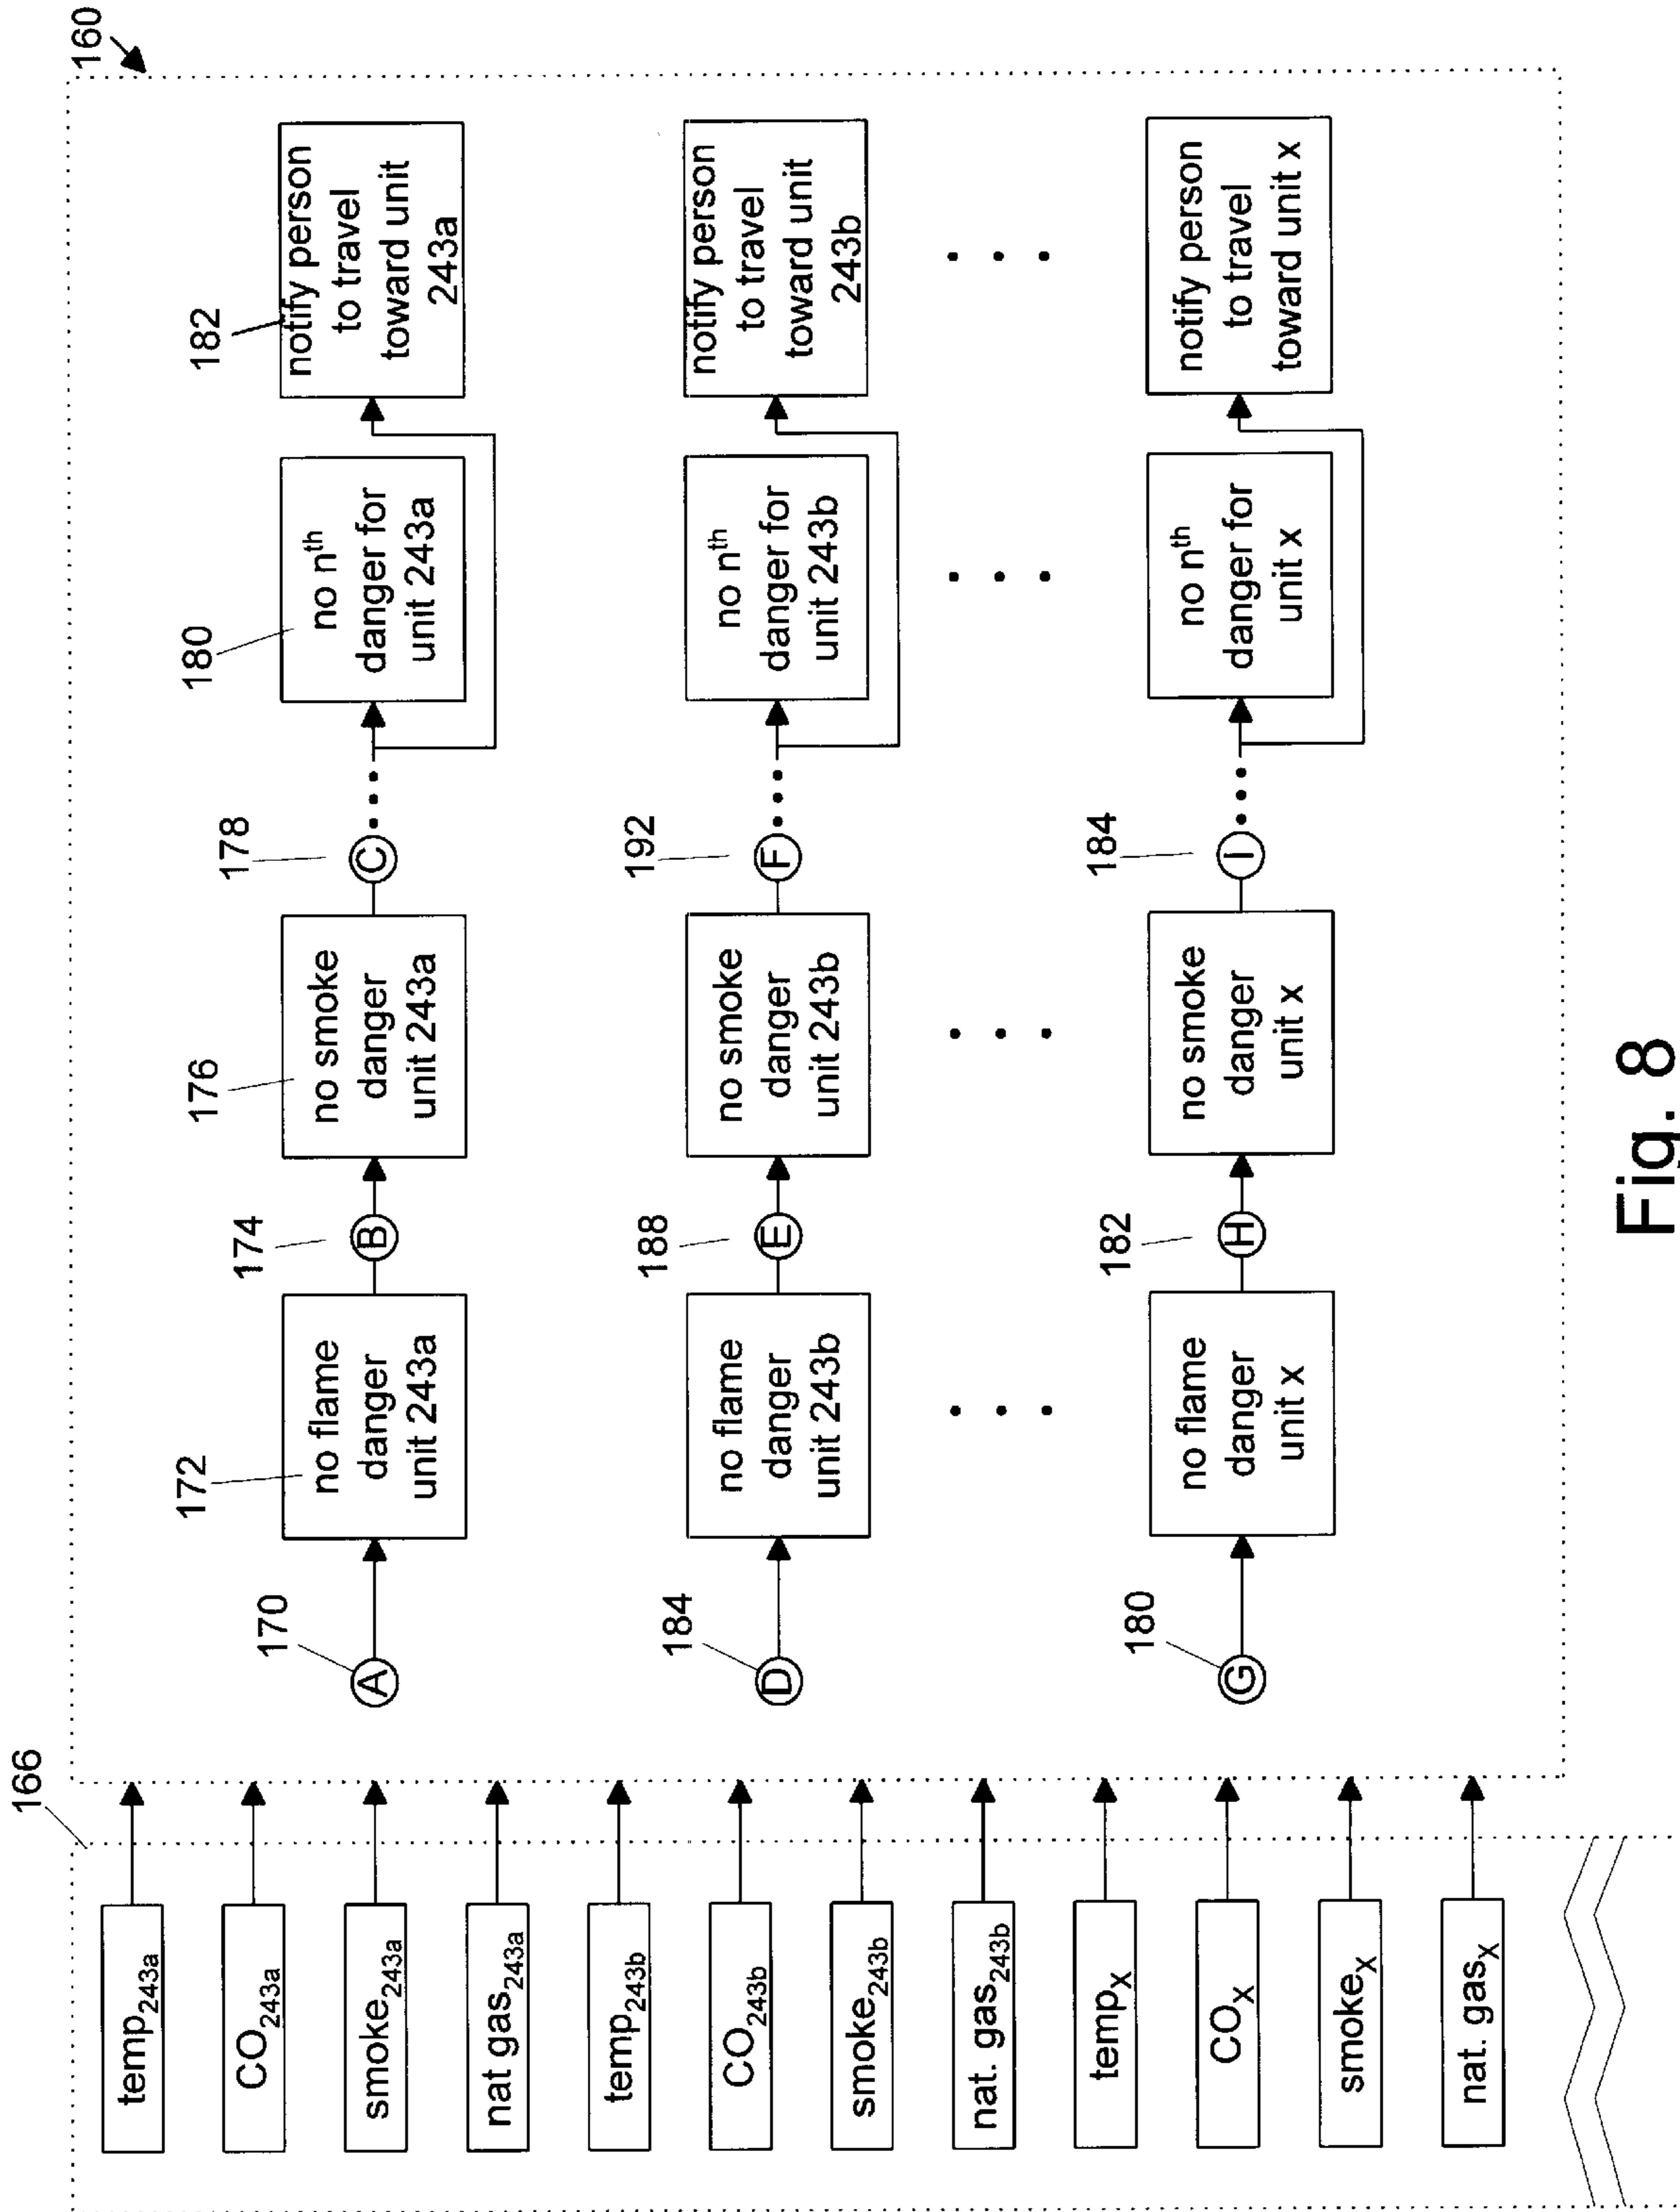 160
166
temp243a
CO243a
smoke243a
nat gas243a
temp243b
CO243b
smoke243b
nat. gas243b
tempX
COX
smokeX
nat. gasX
170
A
172
no flame
danger
unit 243a
174
B
176
no smoke
danger
unit 243a
178
C
180
no nth
danger for
unit 243a
182
notify person
to travel
toward unit
243a
184
D
no flame
danger
unit 243b
188
E
no smoke
danger
unit 243b
192
F
no nth
danger for
unit 243b
notify person
to travel
toward unit
243b
180
G
no flame
danger
unit x
182
H
no smoke
danger
unit x
184
I
no nth
danger for
unit x
notify person
to travel
toward unit x
Fig. 8